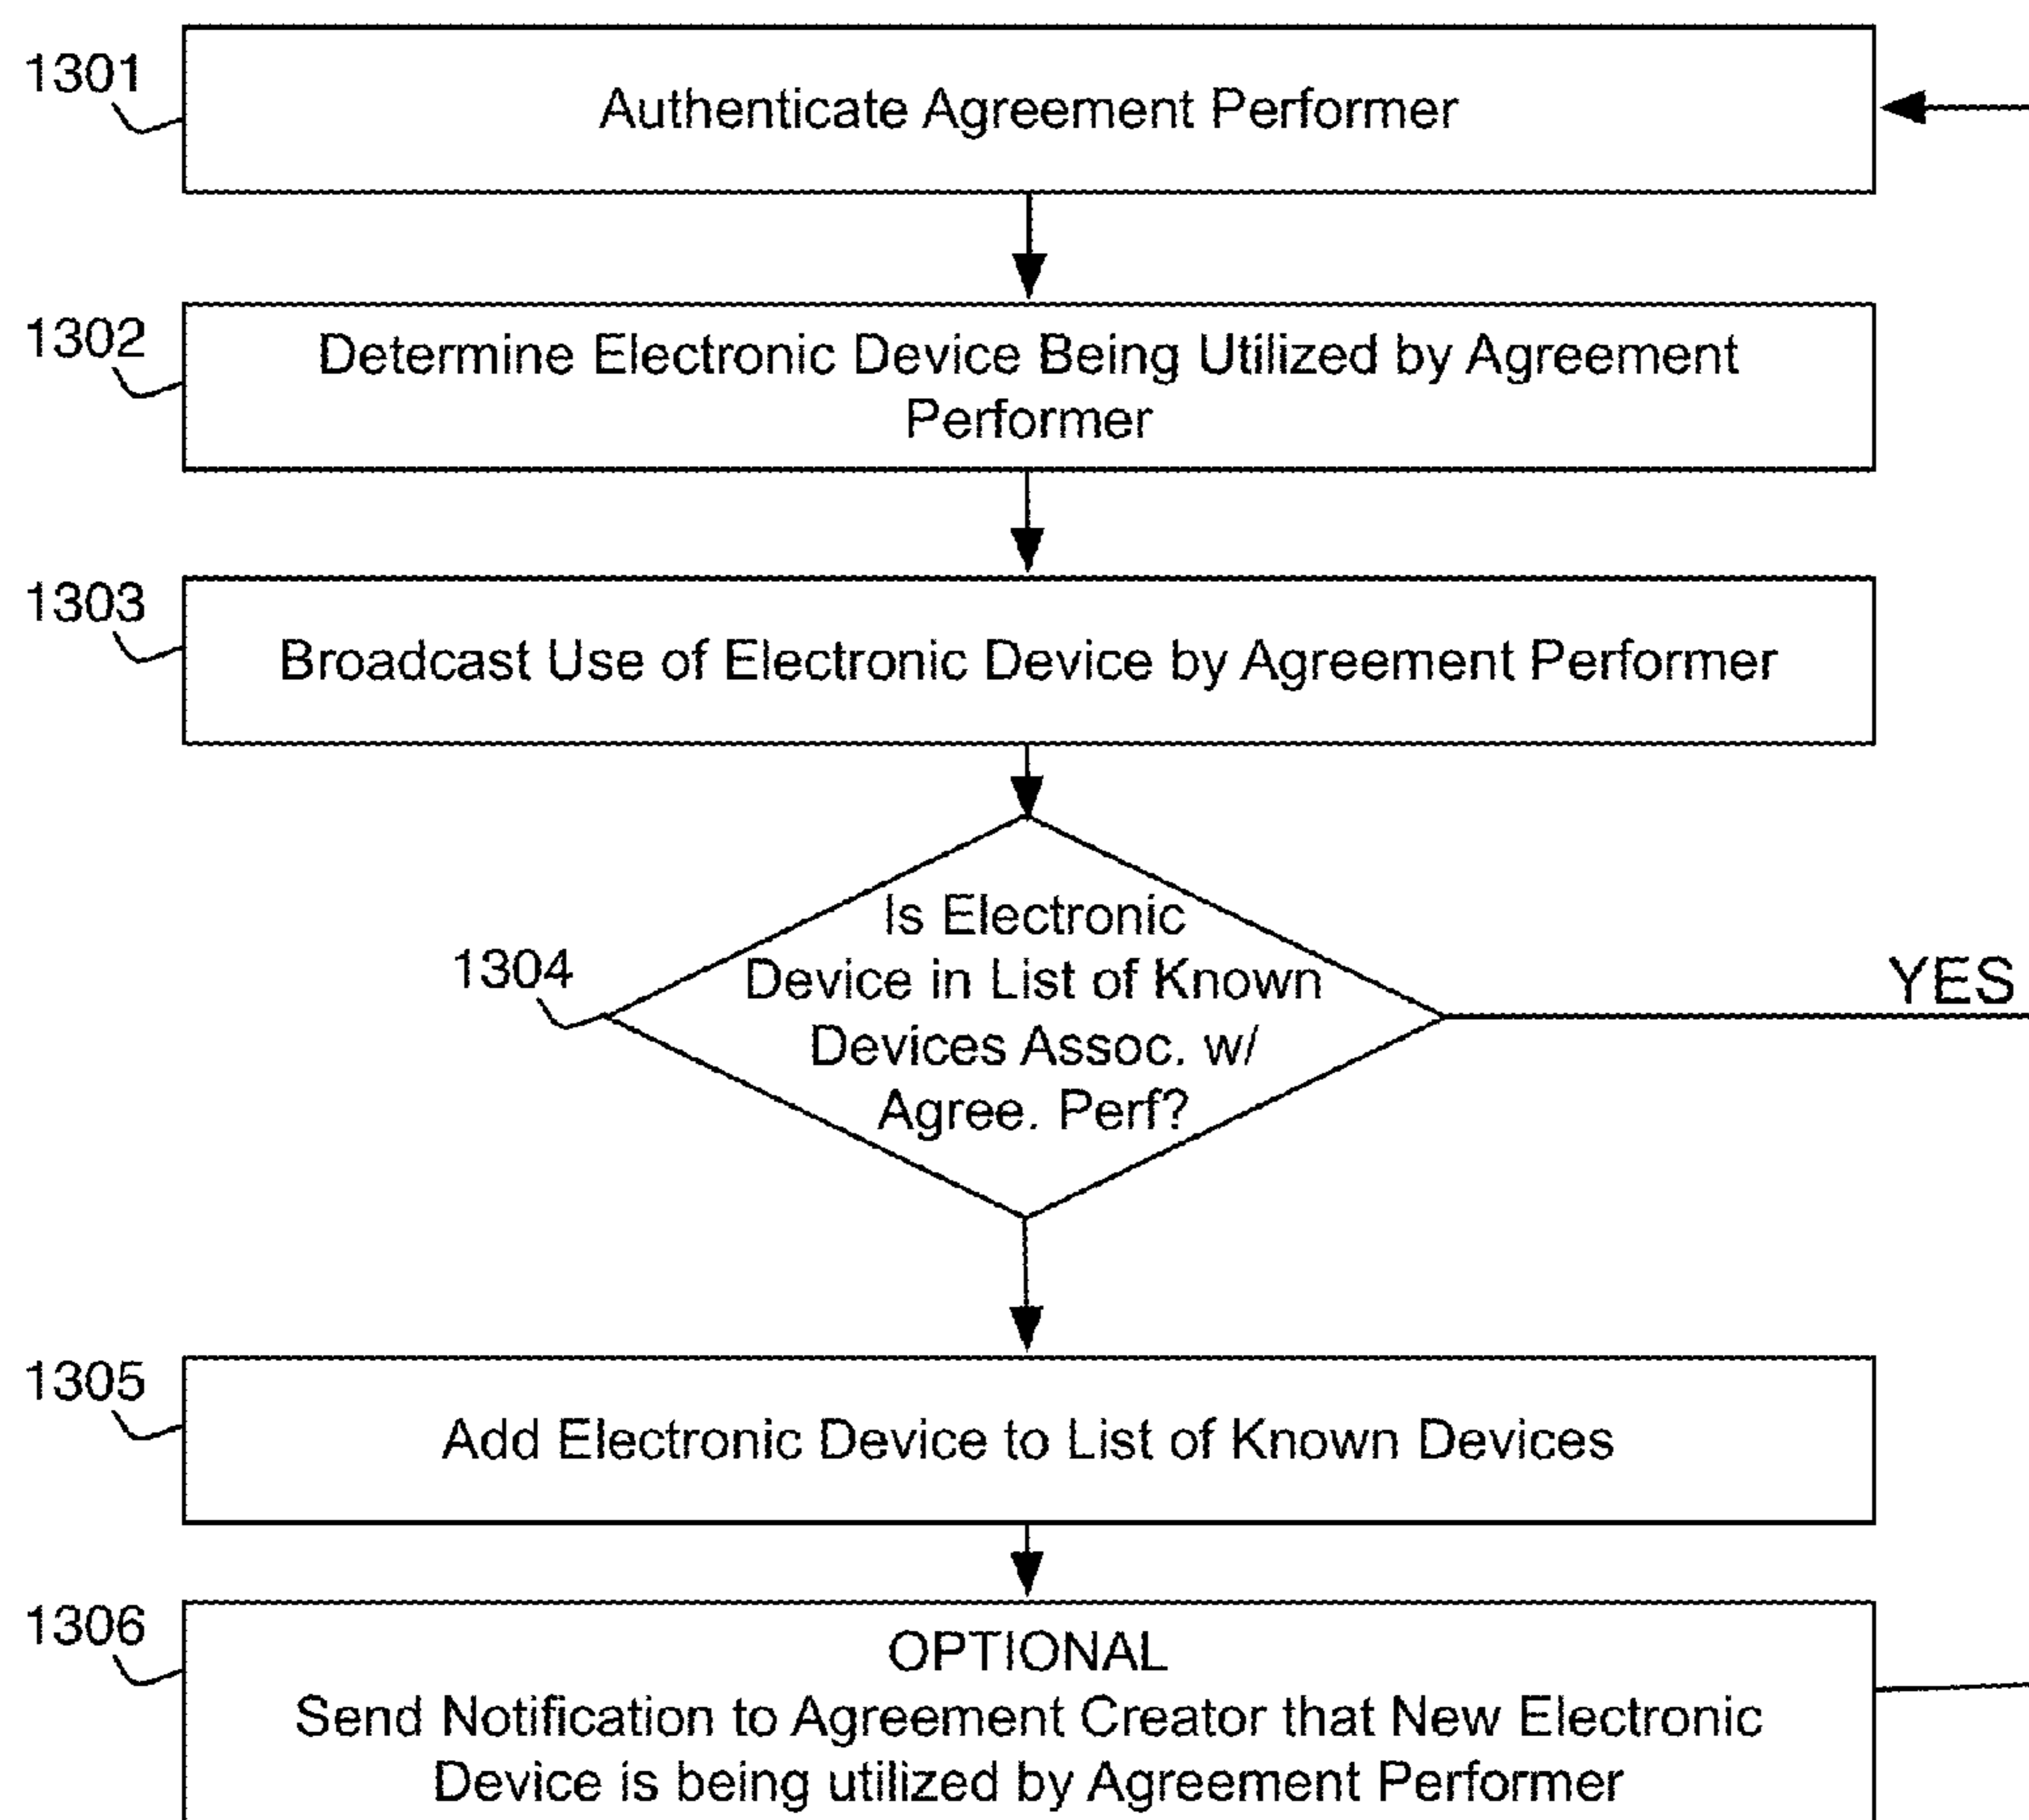 1301
Authenticate Agreement Performer
1302
Determine Electronic Device Being Utilized by Agreement
Performer
1303
Broadcast Use of Electronic Device by Agreement Performer
1304
Is Electronic
Device in List of Known
Devices Assoc. w/
Agree. Perf?
YES
1305
Add Electronic Device to List of Known Devices
1306
OPTIONAL
Send Notification to Agreement Creator that New Electronic
Device is being utilized by Agreement Performer